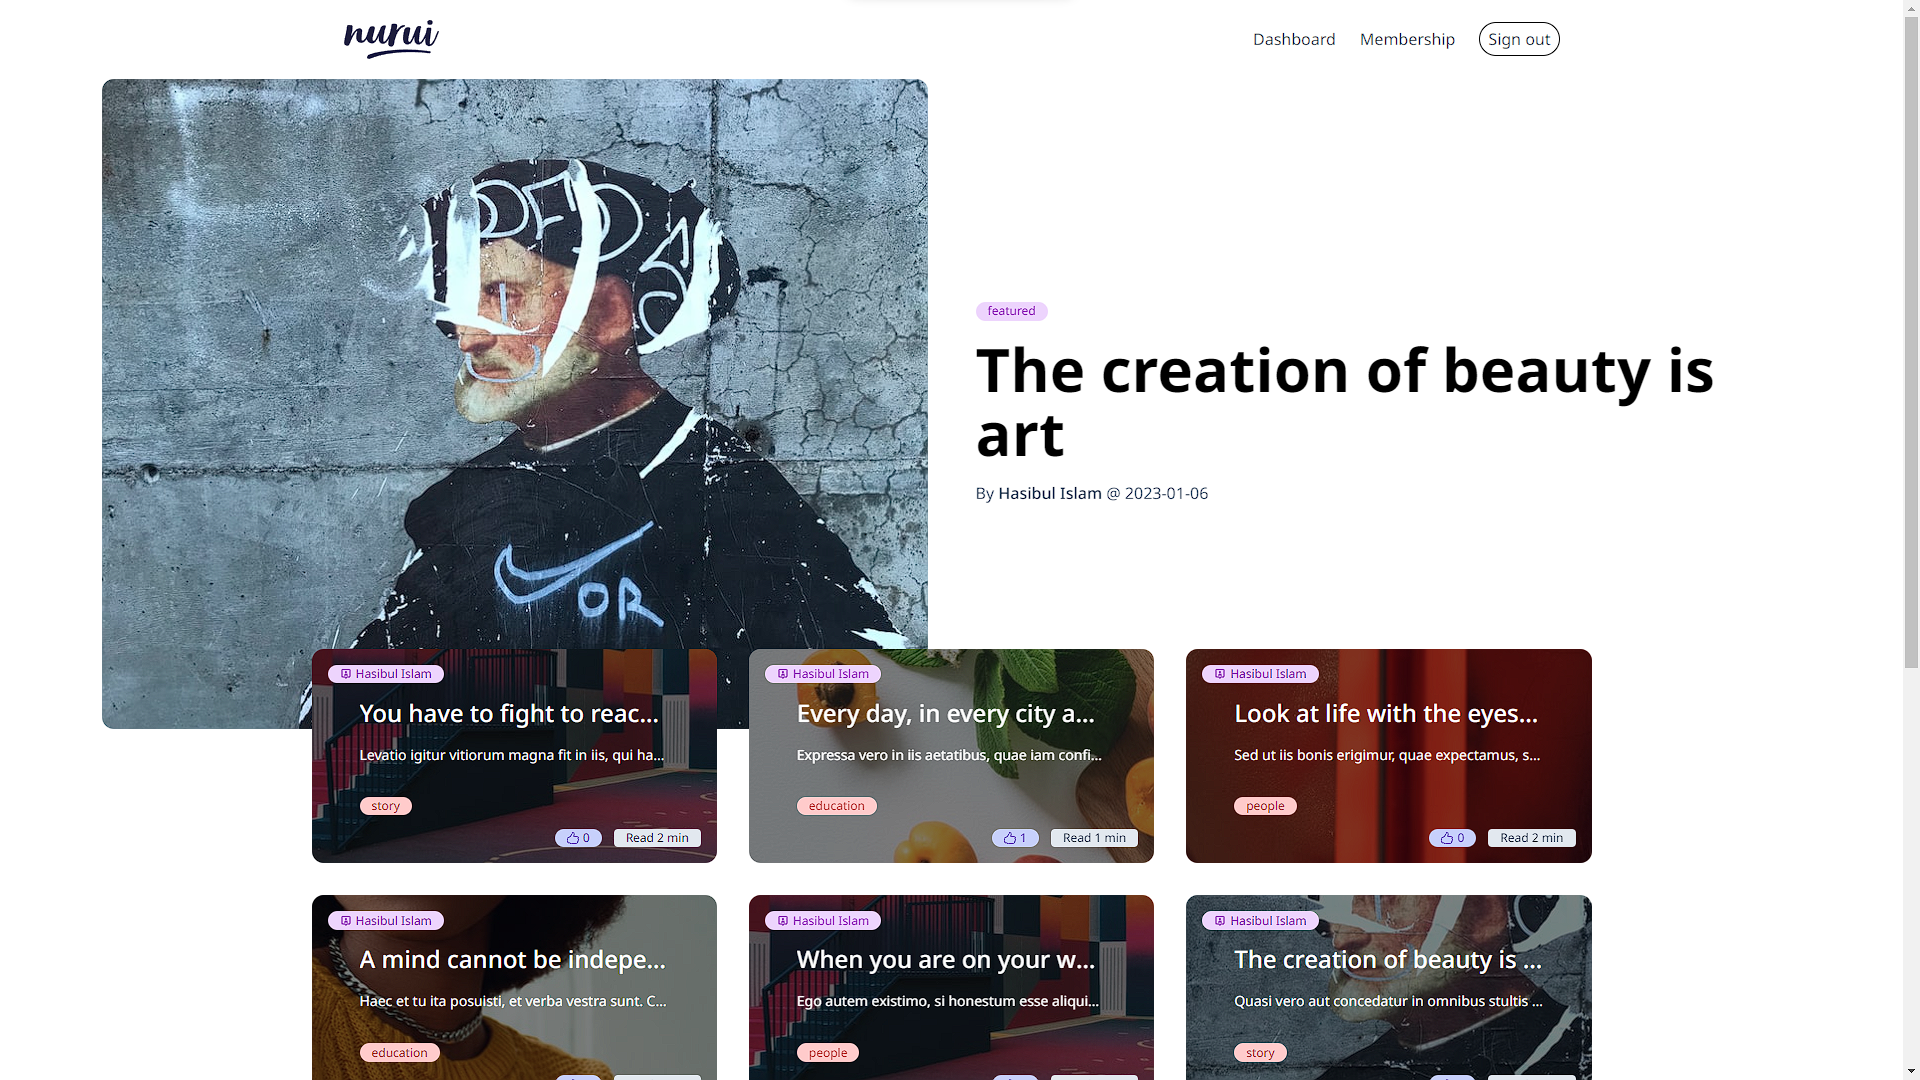 nurui
Dashboard
Membership
Sign out
featured
The creation of beauty is
art
By Hasibul Islam @ 2023-01-06
OR
Hasibul Islam
You have to fight to reac...
Levatio igitur vitiorum magna fit in iis, qui ha...
story
0
Read 2 min
Hasibul Islam
Every day, in every city a...
Expressa vero in iis aetatibus, quae iam confi...
education
1
Read 1 min
Hasibul Islam
Look at life with the eyes...
Sed ut iis bonis erigimur, quae expectamus, s...
people
0
Read 2 min
Hasibul Islam
A mind cannot be indepe...
Haec et tu ita posuisti, et verba vestra sunt. C...
education
Hasibul Islam
When you are on your w...
Ego autem existimo, si honestum esse aliqui...
people
Hasibul Islam
The creation of beauty is ...
Quasi vero aut concedatur in omnibus stultis ...
story